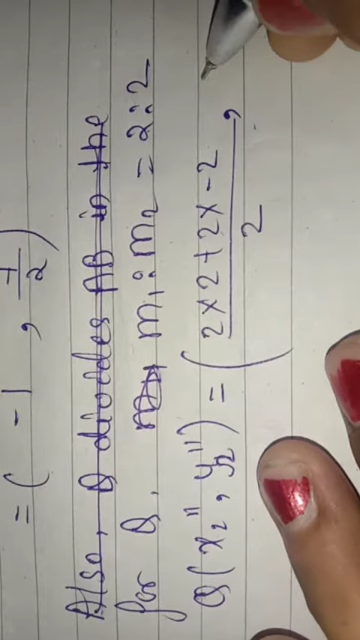 = ( -1 , 1/2 )
Also, Q divides AB in the
for Q, m₁ : m₂ = 2 : 2
Q(x₂", y₂") = ( (2×2+2×-2)/2 ,